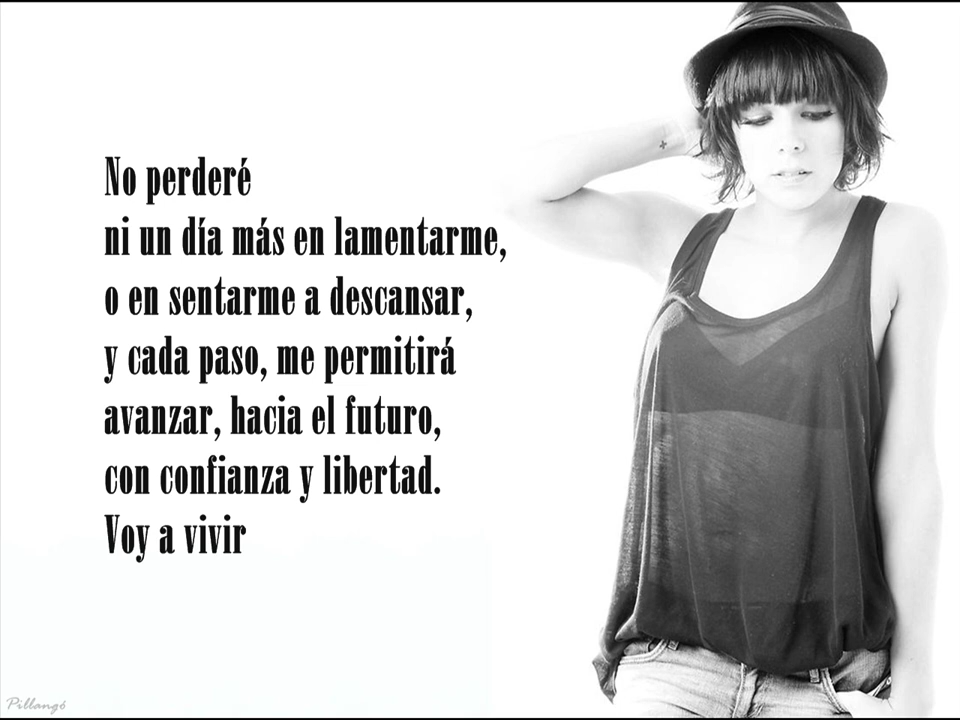 No perderé
ni un día más en lamentarme,
o en sentarme a descansar,
y cada paso, me permitirá
avanzar, hacia el futuro,
con confianza y libertad.
Voy a vivir
Pillangó